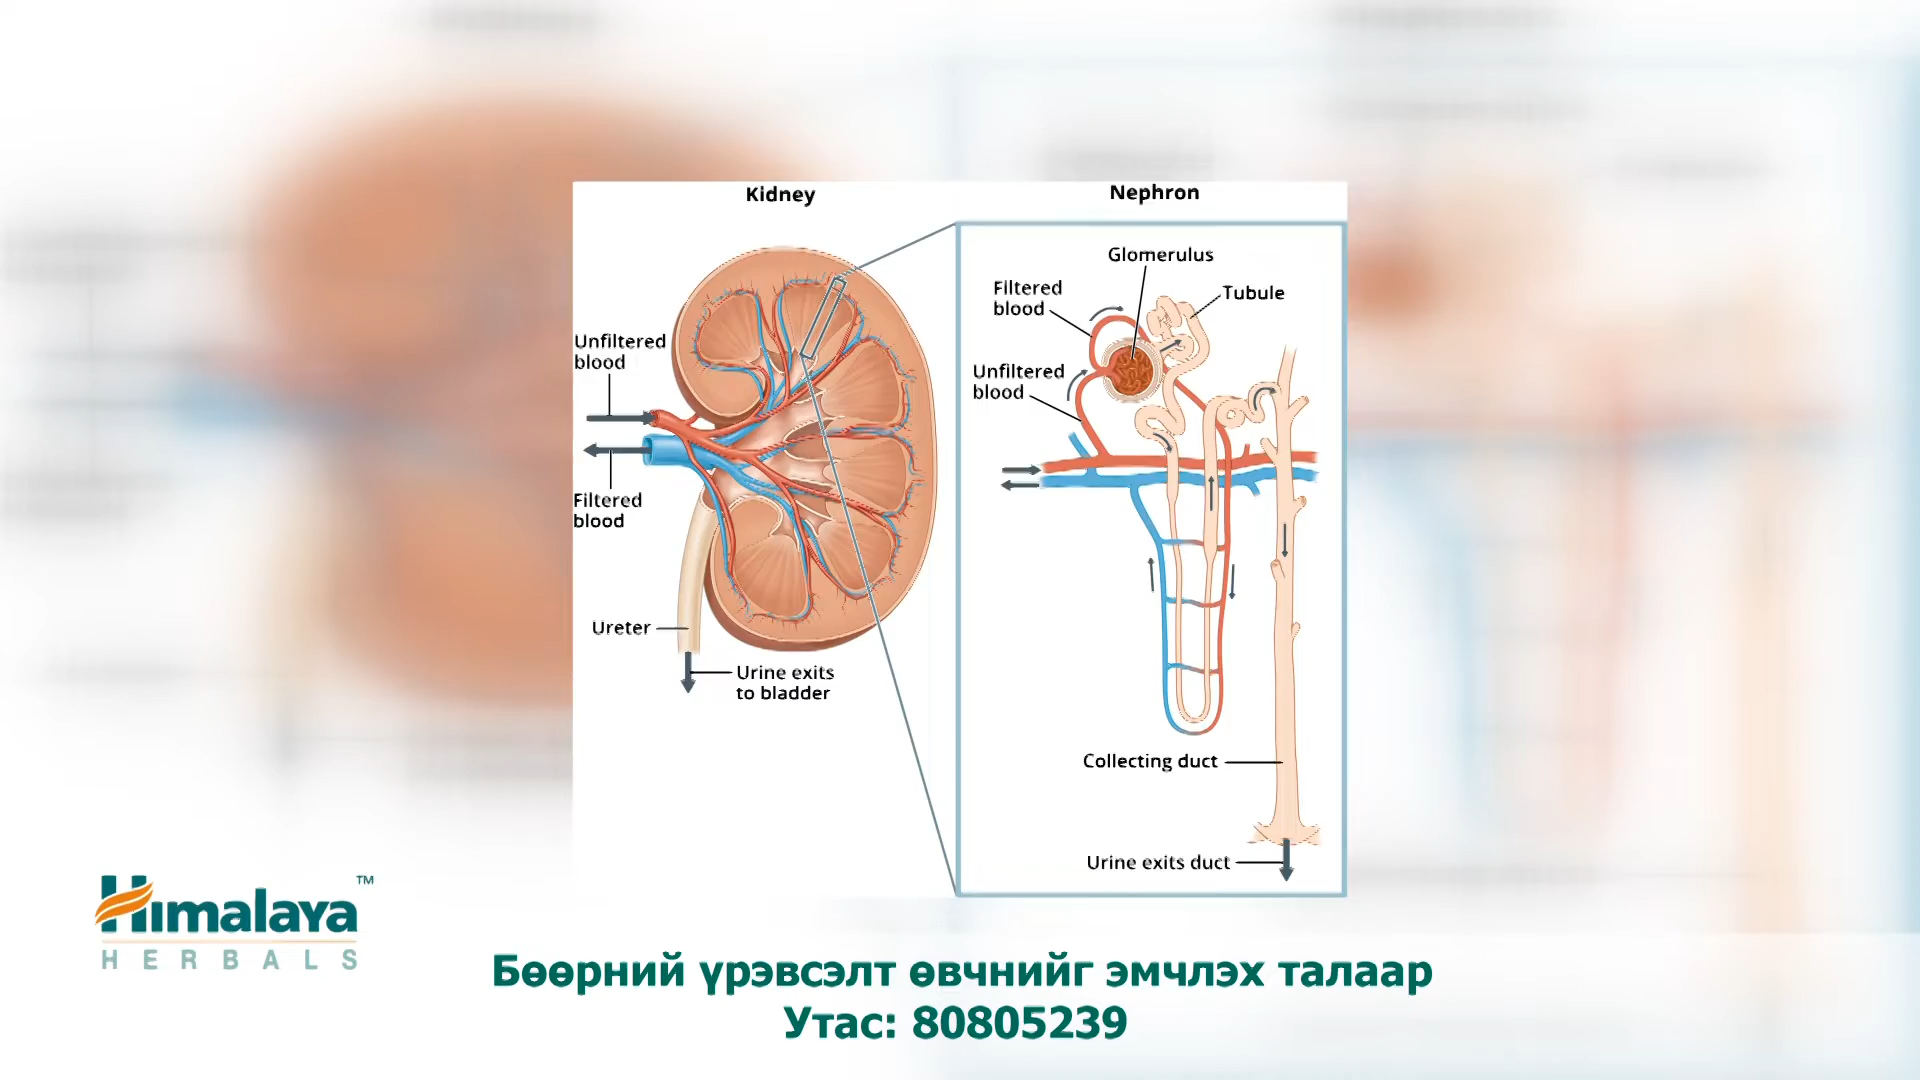 Kidney
Nephron
Glomerulus
Filtered
blood
Tubule
Unfiltered
blood
Unfiltered
blood
Filtered
blood
Ureter
Urine exits
to bladder
Collecting duct
Urine exits duct
Himalaya™
HERBALS
Бөөрний үрэвсэлт өвчнийг эмчлэх талаар
Утас: 80805239